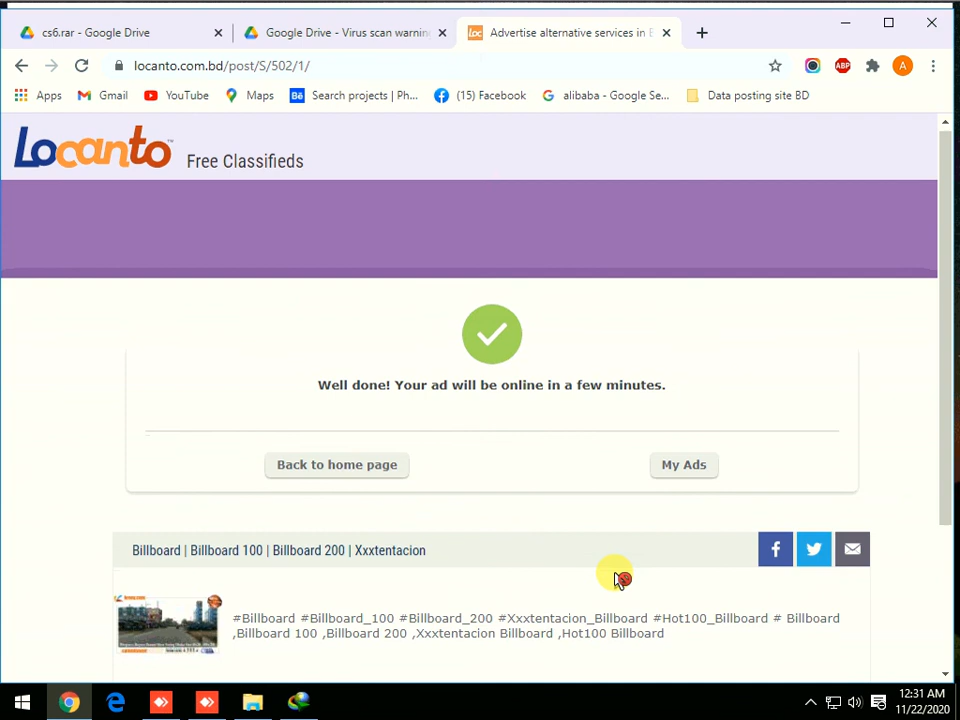 cs6.rar - Google Drive
Google Drive - Virus scan warnin
Loc
Advertise alternative services in B
locanto.com.bd/post/S/502/1/
ABP
A
Apps
Gmail
YouTube
Maps
Bē
Search projects | Ph...
(15) Facebook
alibaba - Google Se...
Data posting site BD
Locanto™
Free Classifieds
Well done! Your ad will be online in a few minutes.
Back to home page
My Ads
Billboard | Billboard 100 | Billboard 200 | Xxxtentacion
#Billboard #Billboard_100 #Billboard_200 #Xxxtentacion_Billboard #Hot100_Billboard # Billboard
,Billboard 100 ,Billboard 200 ,Xxxtentacion Billboard ,Hot100 Billboard
12:31 AM
11/22/2020